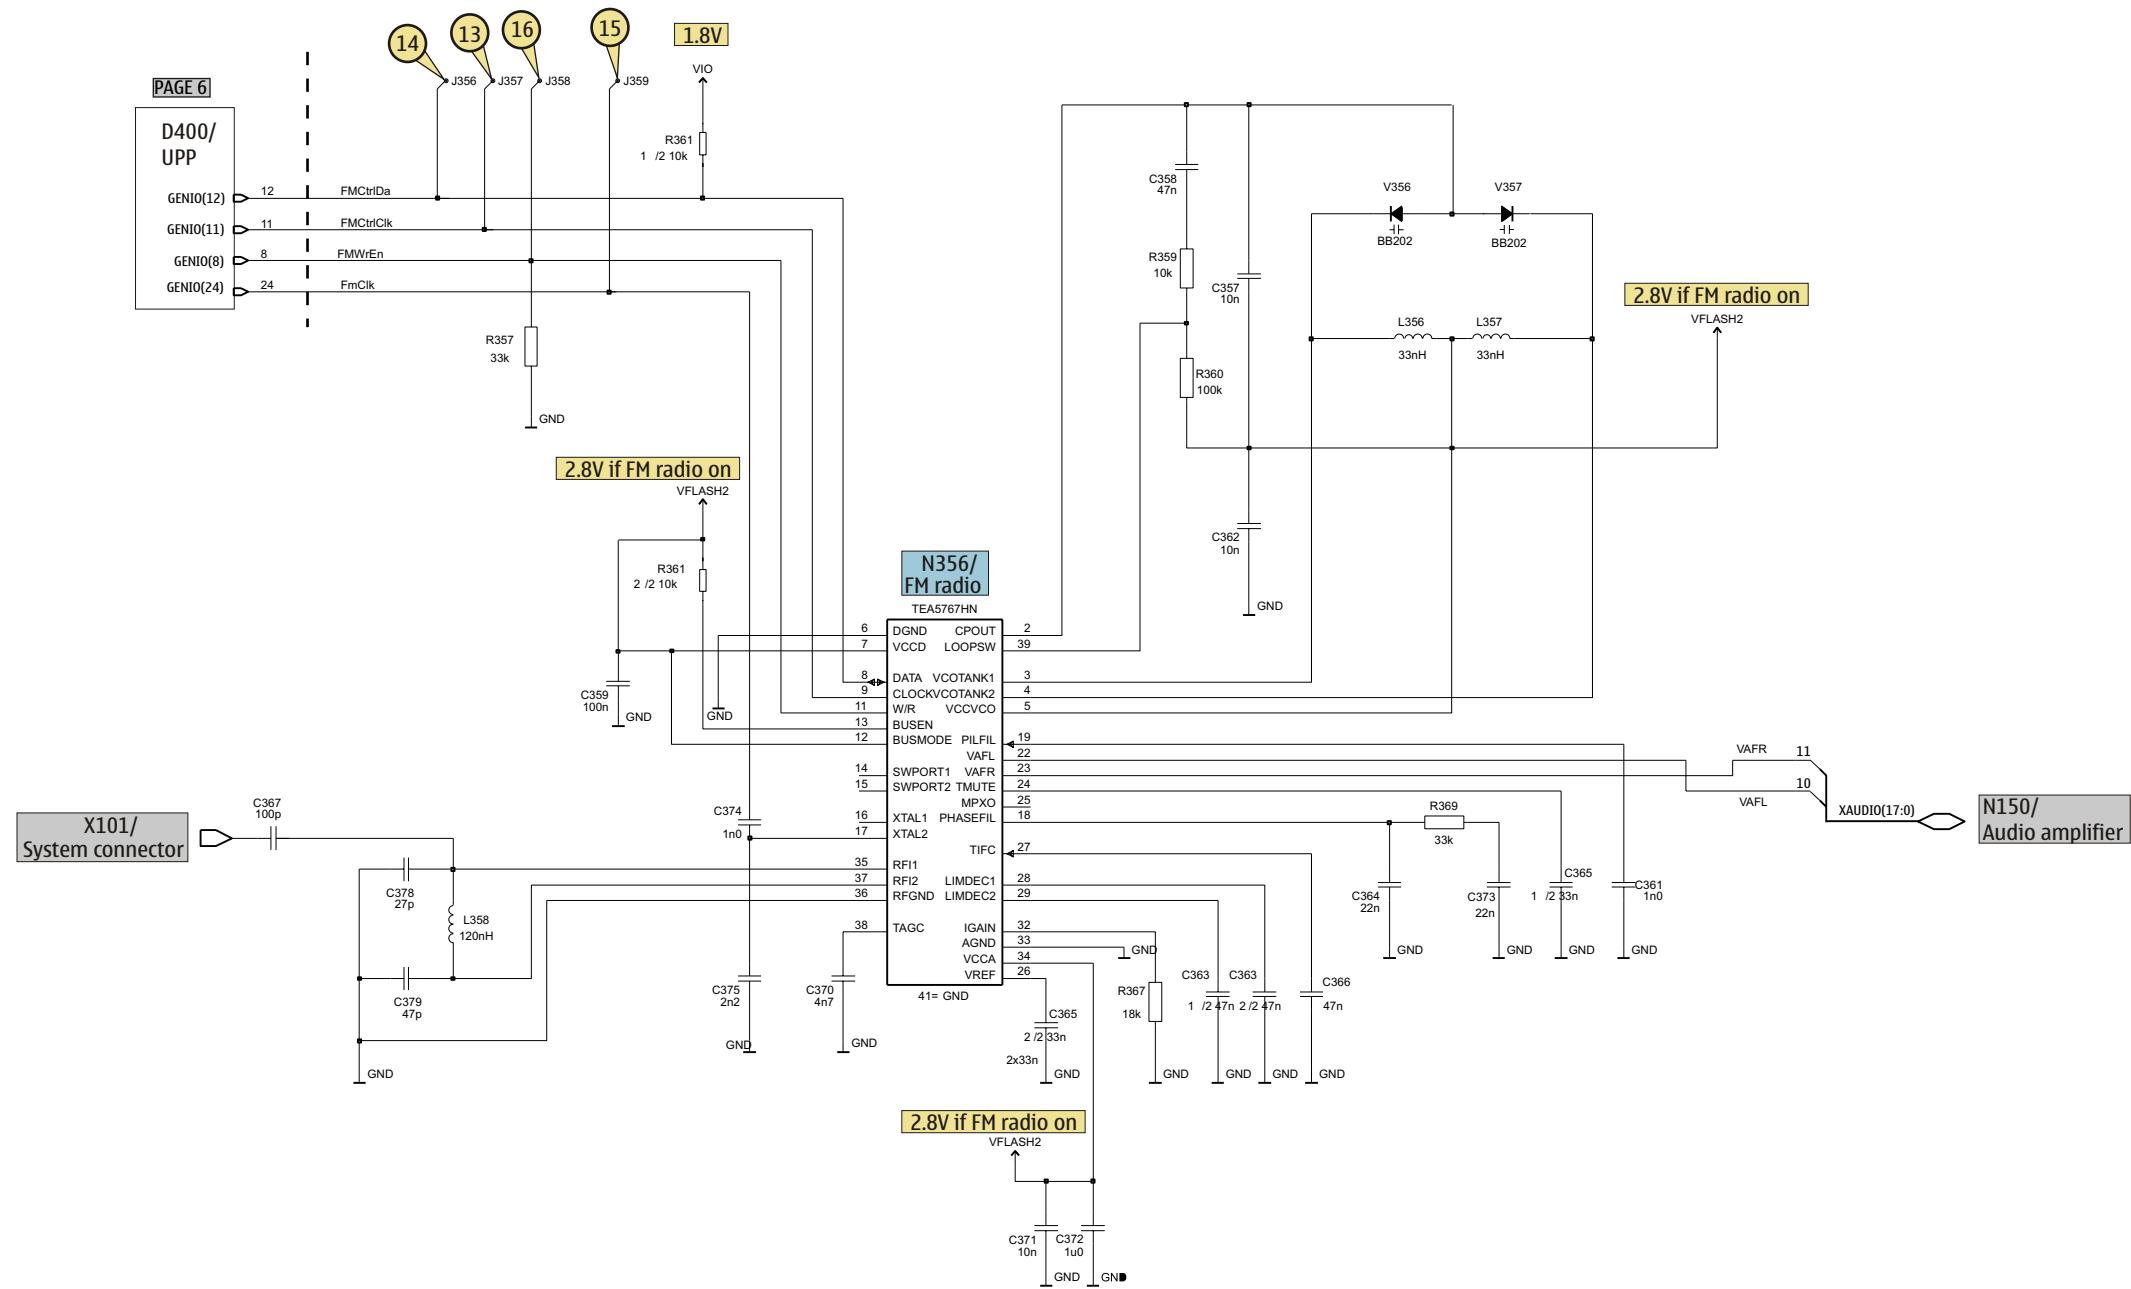 14
13
16
15
1.8V
J356
J357
J358
J359
VIO
PAGE 6
D400/
UPP
R361
1 /2 10k
GENIO(12)
12
FMCtrlDa
GENIO(11)
11
FMCtrlClk
GENIO(8)
8
FMWrEn
GENIO(24)
24
FmClk
R357
33k
GND
C358
47n
V356
V357
BB202
BB202
R359
10k
C357
10n
2.8V if FM radio on
VFLASH2
L356
L357
33nH
33nH
R360
100k
2.8V if FM radio on
VFLASH2
C362
10n
GND
R361
2 /2 10k
N356/
FM radio
TEA5767HN
6
DGND
CPOUT
2
7
VCCD
LOOPSW
39
8
DATA
VCOTANK1
3
9
CLOCK
VCOTANK2
4
11
W/R
VCCVCO
5
13
BUSEN
12
BUSMODE
PILFIL
19
VAFL
22
14
SWPORT1
VAFR
23
15
SWPORT2
TMUTE
24
MPXO
25
16
XTAL1
PHASEFIL
18
17
XTAL2
TIFC
27
35
RFI1
37
RFI2
LIMDEC1
28
36
RFGND
LIMDEC2
29
38
TAGC
IGAIN
32
AGND
33
VCCA
34
VREF
26
41= GND
C359
100n
GND
GND
VAFR
11
10
VAFL
XAUDIO(17:0)
N150/
Audio amplifier
C367
100p
X101/
System connector
C374
1n0
R369
33k
C378
27p
L358
120nH
C379
47p
GND
C375
2n2
GND
C370
4n7
GND
C364
22n
GND
C373
22n
GND
C365
1 /2 33n
GND
C361
1n0
GND
GND
R367
18k
GND
C363
1 /2 47n
GND
C363
2 /2 47n
GND
C366
47n
GND
C365
2 /2 33n
2x33n
GND
2.8V if FM radio on
VFLASH2
C371
10n
GND
C372
1u0
GND